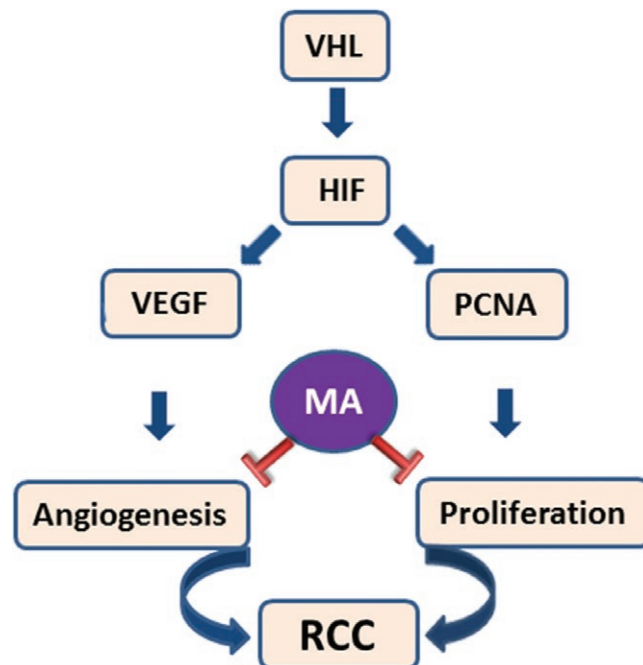 VHL
HIF
VEGF
PCNA
MA
Angiogenesis
Proliferation
RCC